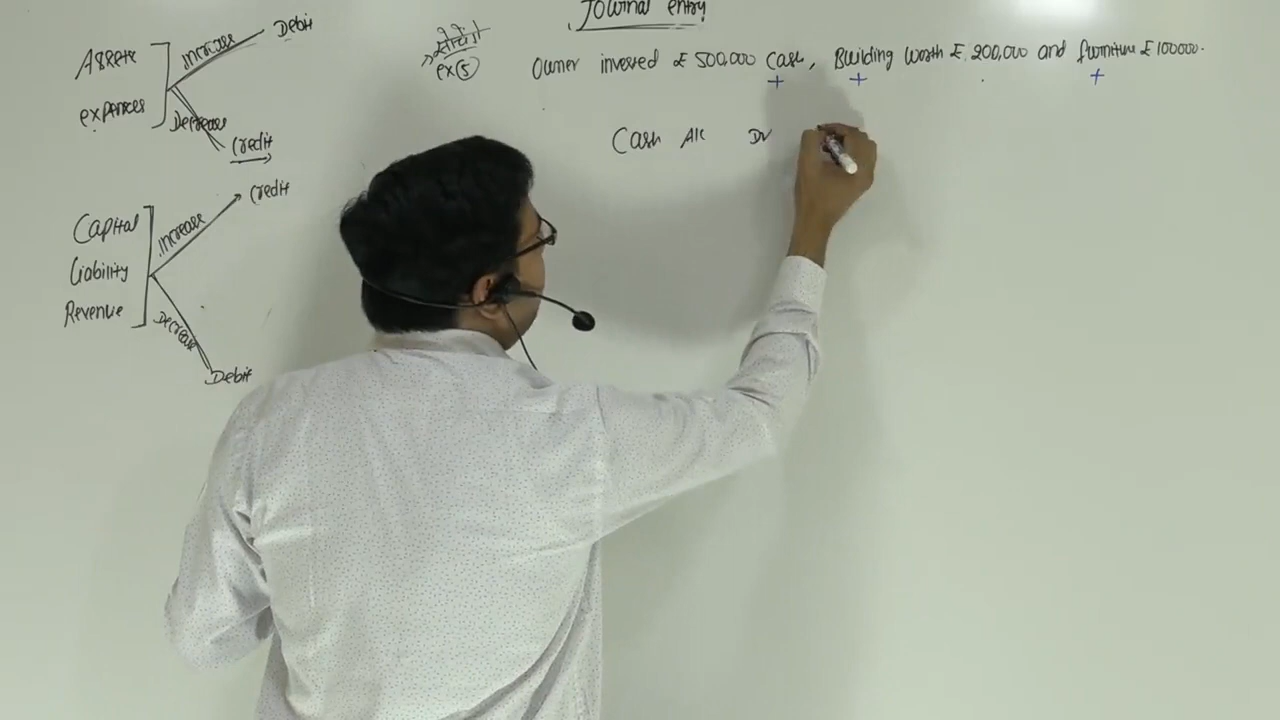 Journal entry
ex(5)
Owner invested £ 500,000 Cash, Building worth £ 200,000 and furniture £ 100000.
+ + +
Cash A/c Dr
Assets
expences
Increase
Debit
Decrease
Credit
Capital
Liability
Revenue
Increase
Credit
Decrease
Debit